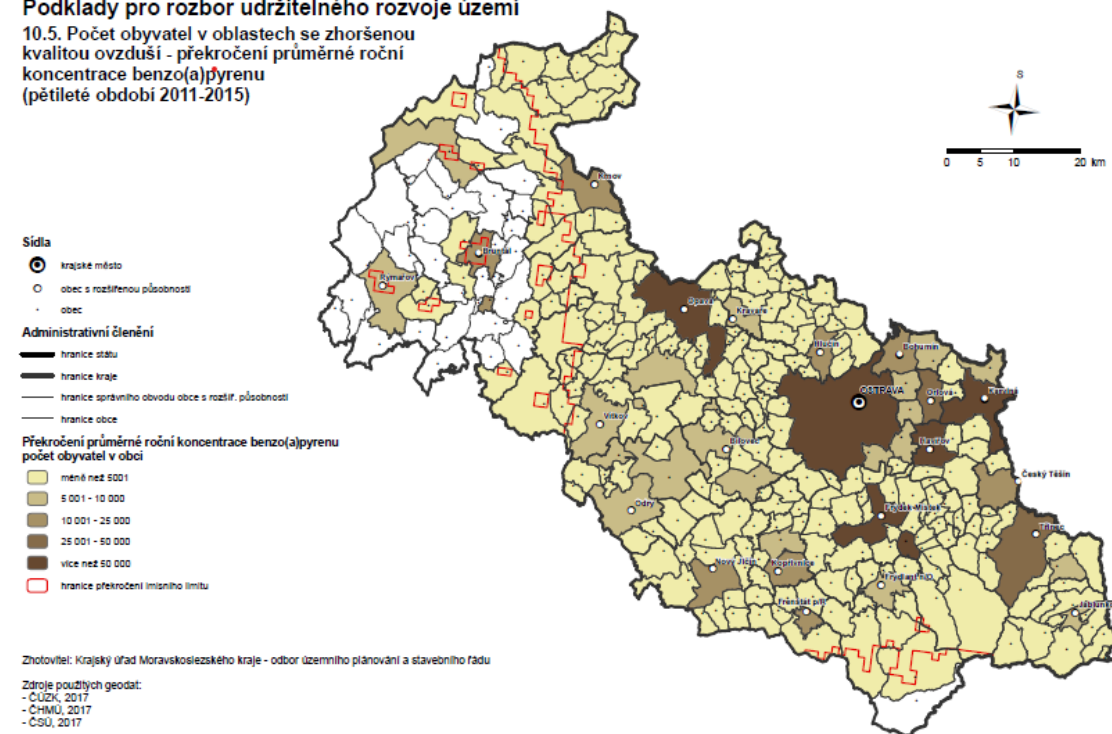 Podklady pro rozbor udržitelného rozvoje území
10.5. Počet obyvatel v oblastech se zhoršenou
kvalitou ovzduší - překročení průměrné roční
koncentrace benzo(a)pyrenu
(pětileté období 2011-2015)
S
0 5 10 20 km
Sídla
krajské město
obec s rozšířenou působností
obec
Administrativní členění
hranice státu
hranice kraje
hranice správního obvodu obce s rozšíř. působností
hranice obce
Překročení průměrné roční koncentrace benzo(a)pyrenu
počet obyvatel v obci
méně než 5001
5 001 - 10 000
10 001 - 25 000
25 001 - 50 000
více než 50 000
hranice překročení imisního limitu
Krnov
Bruntál
Rýmařov
Opava
Kravaře
Hlučín
Bohumín
OSTRAVA
Orlová
Karviná
Havířov
Vítkov
Bílovec
Český Těšín
Odry
Frýdek-Místek
Třinec
Nový Jičín
Kopřivnice
Frýdlant n/O
Frenštát p/R
Zhotovitel: Krajský úřad Moravskoslezského kraje - odbor územního plánování a stavebního řádu
Zdroje použitých geodat:
- ČÚZK, 2017
- ČHMÚ, 2017
- ČSÚ, 2017